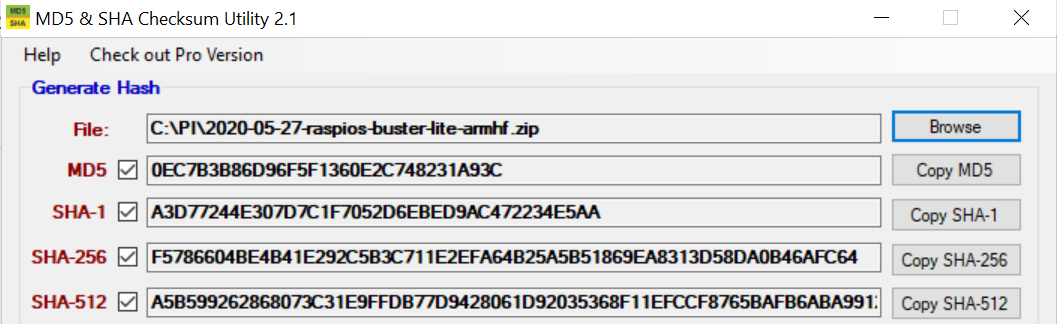 MD5 SHA MD5 & SHA Checksum Utility 2.1
Help Check out Pro Version
Generate Hash
File: C:\PI\2020-05-27-raspios-buster-lite-armhf.zip Browse
MD5 0EC7B3B86D96F5F1360E2C748231A93C Copy MD5
SHA-1 A3D77244E307D7C1F7052D6EBED9AC472234E5AA Copy SHA-1
SHA-256 F5786604BE4B41E292C5B3C711E2EFA64B25A5B51869EA8313D58DA0B46AFC64 Copy SHA-256
SHA-512 A5B599262868073C31E9FFDB77D9428061D92035368F11EFCCF8765BAFB6ABA991 Copy SHA-512